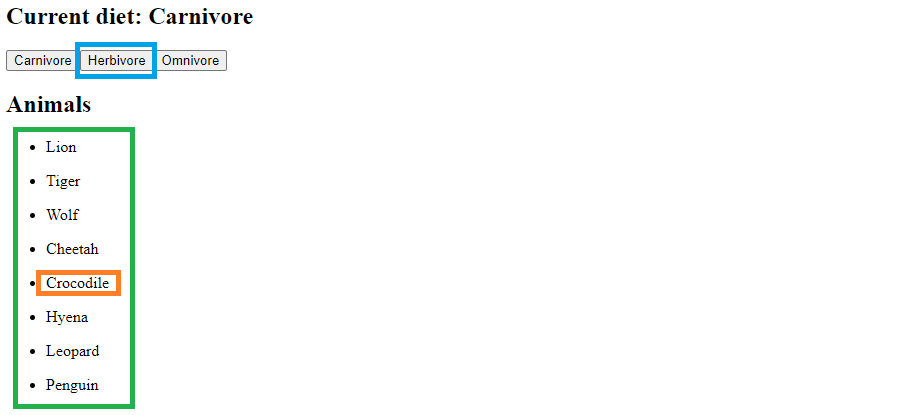 Current diet: Carnivore
Carnivore Herbivore Omnivore
Animals
Lion
Tiger
Wolf
Cheetah
Crocodile
Hyena
Leopard
Penguin